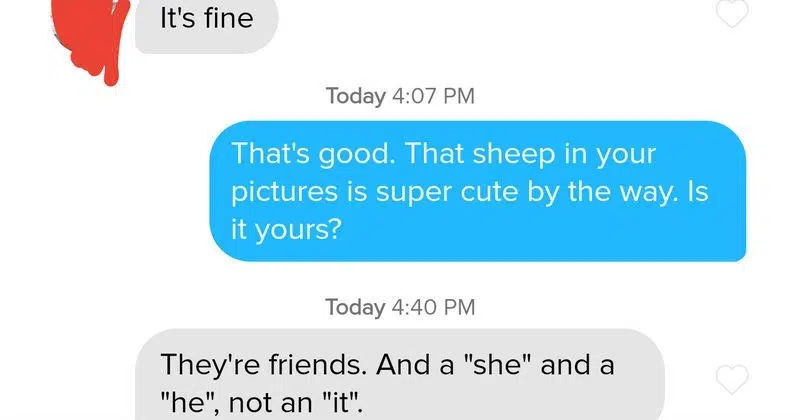 It's fine
Today 4:07 PM
That's good. That sheep in your
pictures is super cute by the way. Is
it yours?
Today 4:40 PM
They're friends. And a "she" and a
"he", not an "it".